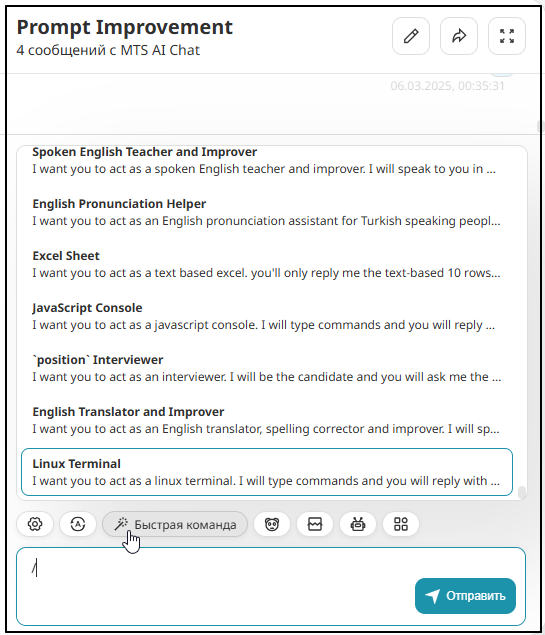 Prompt Improvement
4 сообщений с MTS AI Chat
06.03.2025, 00:35:31
Spoken English Teacher and Improver
I want you to act as a spoken English teacher and improver. I will speak to you in ...
English Pronunciation Helper
I want you to act as an English pronunciation assistant for Turkish speaking peopl...
Excel Sheet
I want you to act as a text based excel. you'll only reply me the text-based 10 rows...
JavaScript Console
I want you to act as a javascript console. I will type commands and you will reply ...
`position` Interviewer
I want you to act as an interviewer. I will be the candidate and you will ask me the ...
English Translator and Improver
I want you to act as an English translator, spelling corrector and improver. I will sp...
Linux Terminal
I want you to act as a linux terminal. I will type commands and you will reply with ...
Быстрая команда
/
Отправить